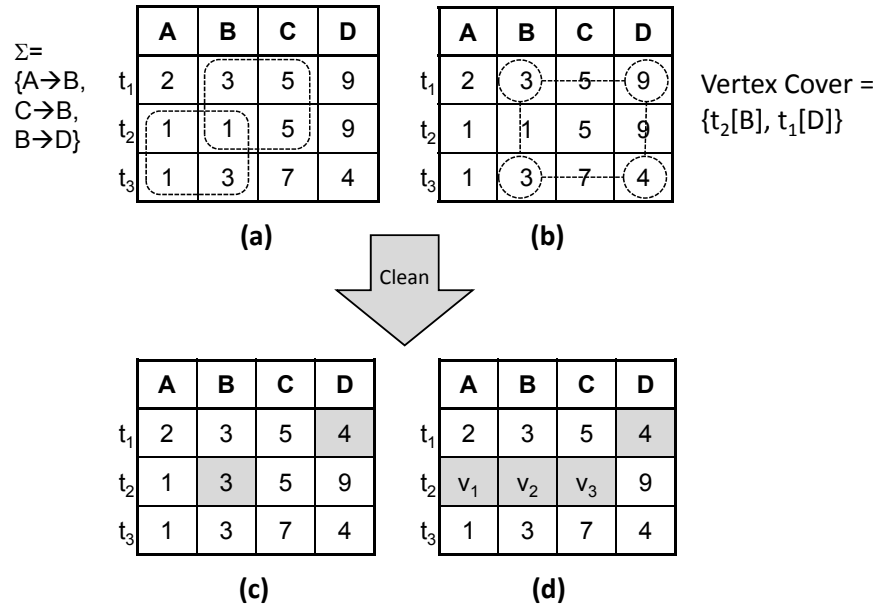 Σ=
{A→B,
C→B,
B→D}
A B C D
t₁ 2 3 5 9
t₂ 1 1 5 9
t₃ 1 3 7 4
(a)
A B C D
t₁ 2 3 5 9
t₂ 1 1 5 9
t₃ 1 3 7 4
(b)
Vertex Cover =
{t₂[B], t₁[D]}
Clean
A B C D
t₁ 2 3 5 4
t₂ 1 3 5 9
t₃ 1 3 7 4
(c)
A B C D
t₁ 2 3 5 4
t₂ v₁ v₂ v₃ 9
t₃ 1 3 7 4
(d)